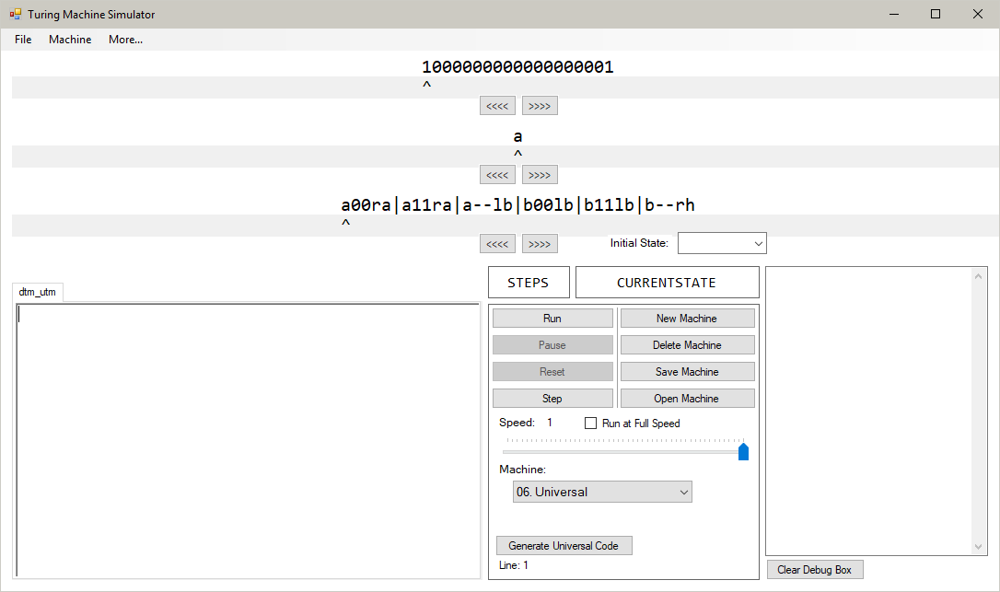 Turing Machine Simulator
File Machine More...
1000000000000000001
^
<<<< >>>>
a
^
<<<< >>>>
a00ra|a11ra|a--lb|b00lb|b11lb|b--rh
^
<<<< >>>>
Initial State:
dtm_utm
STEPS
CURRENTSTATE
Run
New Machine
Pause
Delete Machine
Reset
Save Machine
Step
Open Machine
Speed: 1
Run at Full Speed
Machine:
06. Universal
Generate Universal Code
Line: 1
Clear Debug Box